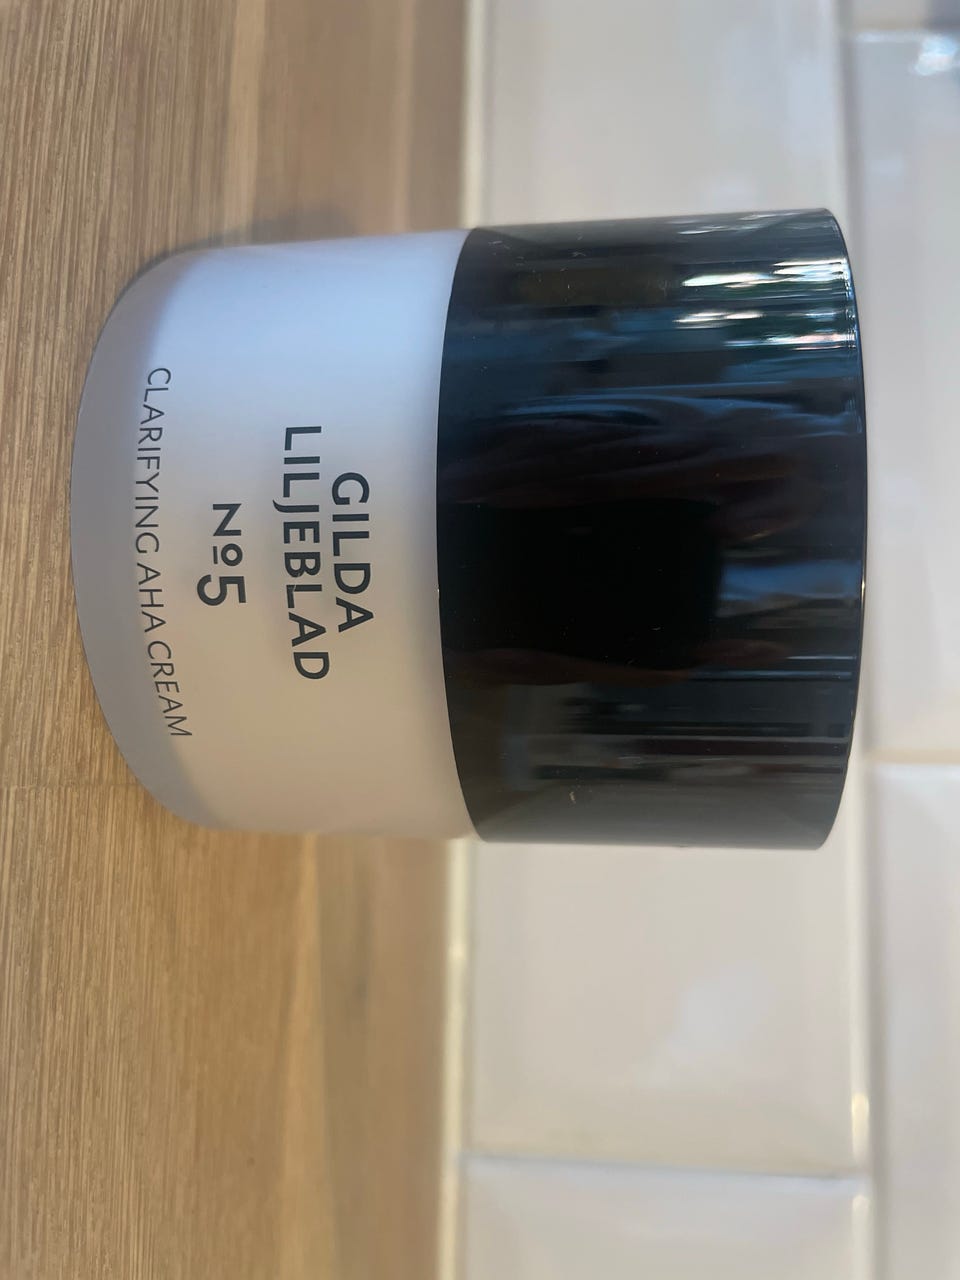 GILDA
LILJEBLAD
Nº5
CLARIFYING AHA CREAM